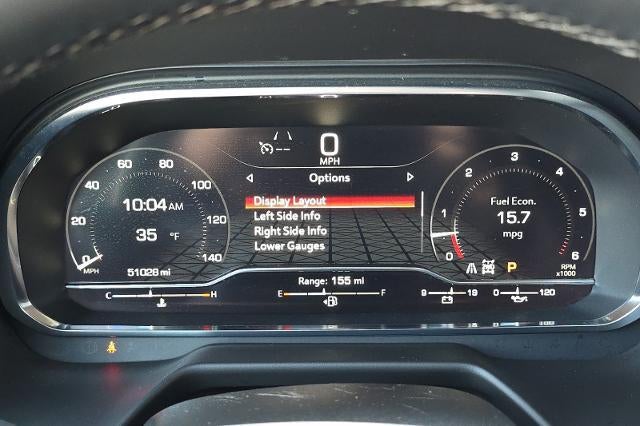 0
MPH
Options
Display Layout
Left Side Info
Right Side Info
Lower Gauges
0 20 40 60 80 100 120 140
MPH
10:04 AM
35 °F
51028 mi
0 1 2 3 4 5 6
Fuel Econ.
15.7
mpg
P
RPM
x1000
Range: 155 mi
C H
E F
9 19
0 120